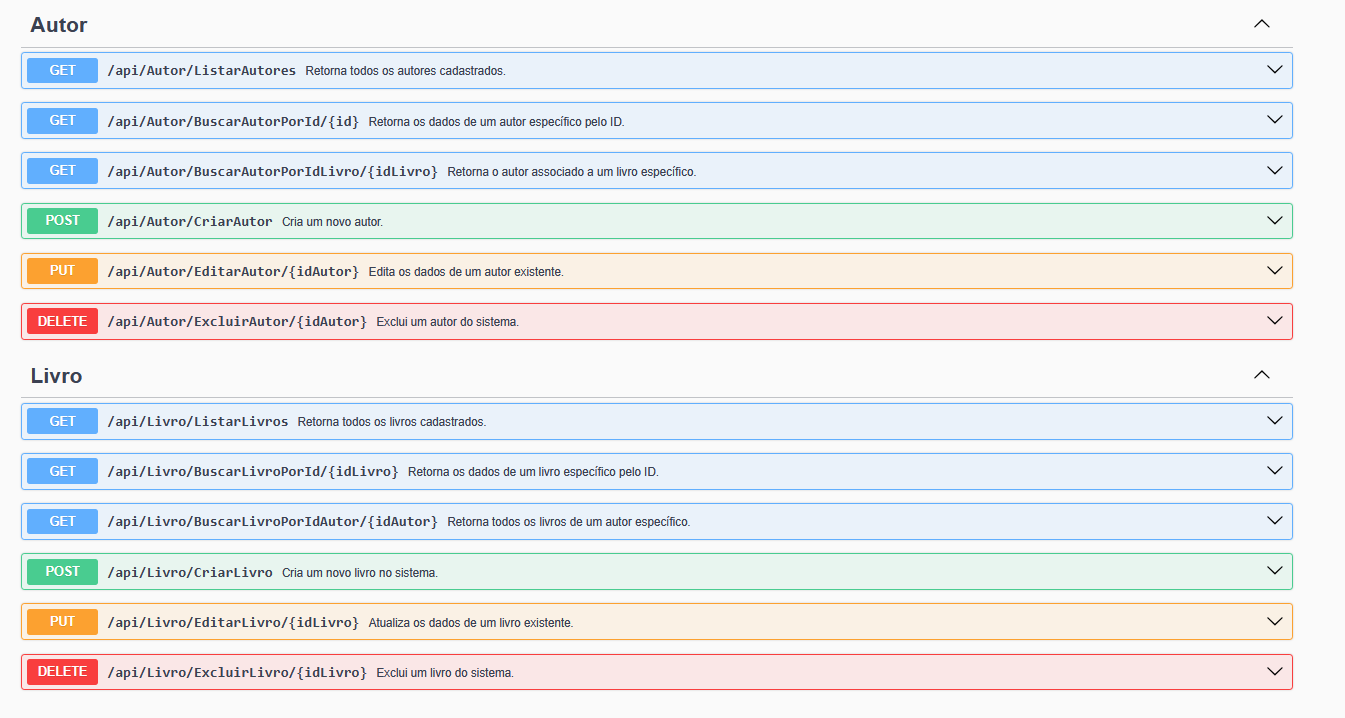 Autor
GET /api/Autor/ListarAutores Retorna todos os autores cadastrados.
GET /api/Autor/BuscarAutorPorId/{id} Retorna os dados de um autor específico pelo ID.
GET /api/Autor/BuscarAutorPorIdLivro/{idLivro} Retorna o autor associado a um livro específico.
POST /api/Autor/CriarAutor Cria um novo autor.
PUT /api/Autor/EditarAutor/{idAutor} Edita os dados de um autor existente.
DELETE /api/Autor/ExcluirAutor/{idAutor} Exclui um autor do sistema.
Livro
GET /api/Livro/ListarLivros Retorna todos os livros cadastrados.
GET /api/Livro/BuscarLivroPorId/{idLivro} Retorna os dados de um livro específico pelo ID.
GET /api/Livro/BuscarLivroPorIdAutor/{idAutor} Retorna todos os livros de um autor específico.
POST /api/Livro/CriarLivro Cria um novo livro no sistema.
PUT /api/Livro/EditarLivro/{idLivro} Atualiza os dados de um livro existente.
DELETE /api/Livro/ExcluirLivro/{idLivro} Exclui um livro do sistema.